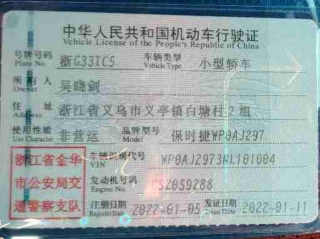 中华人民共和国机动车行驶证
Vehicle License of the People's Republic of China
号牌号码 浙G33TC5 车辆类型 小型轿车
Plate No. Vehicle Type
所有人 吴晓剑
Owner
住址 浙江省义乌市义亭镇白塘村2组
使用性质 非营运 品牌型号 保时捷WP0AJ297
Use Character Model
浙江省金华 车辆识别代号 WP0AJ2973NL101004
VIN
市公安局交 发动机号码 CSZ059288
Engine No.
通警察支队 注册日期 2022-01-05 发证日期 2022-01-11
Register Date Issue Date